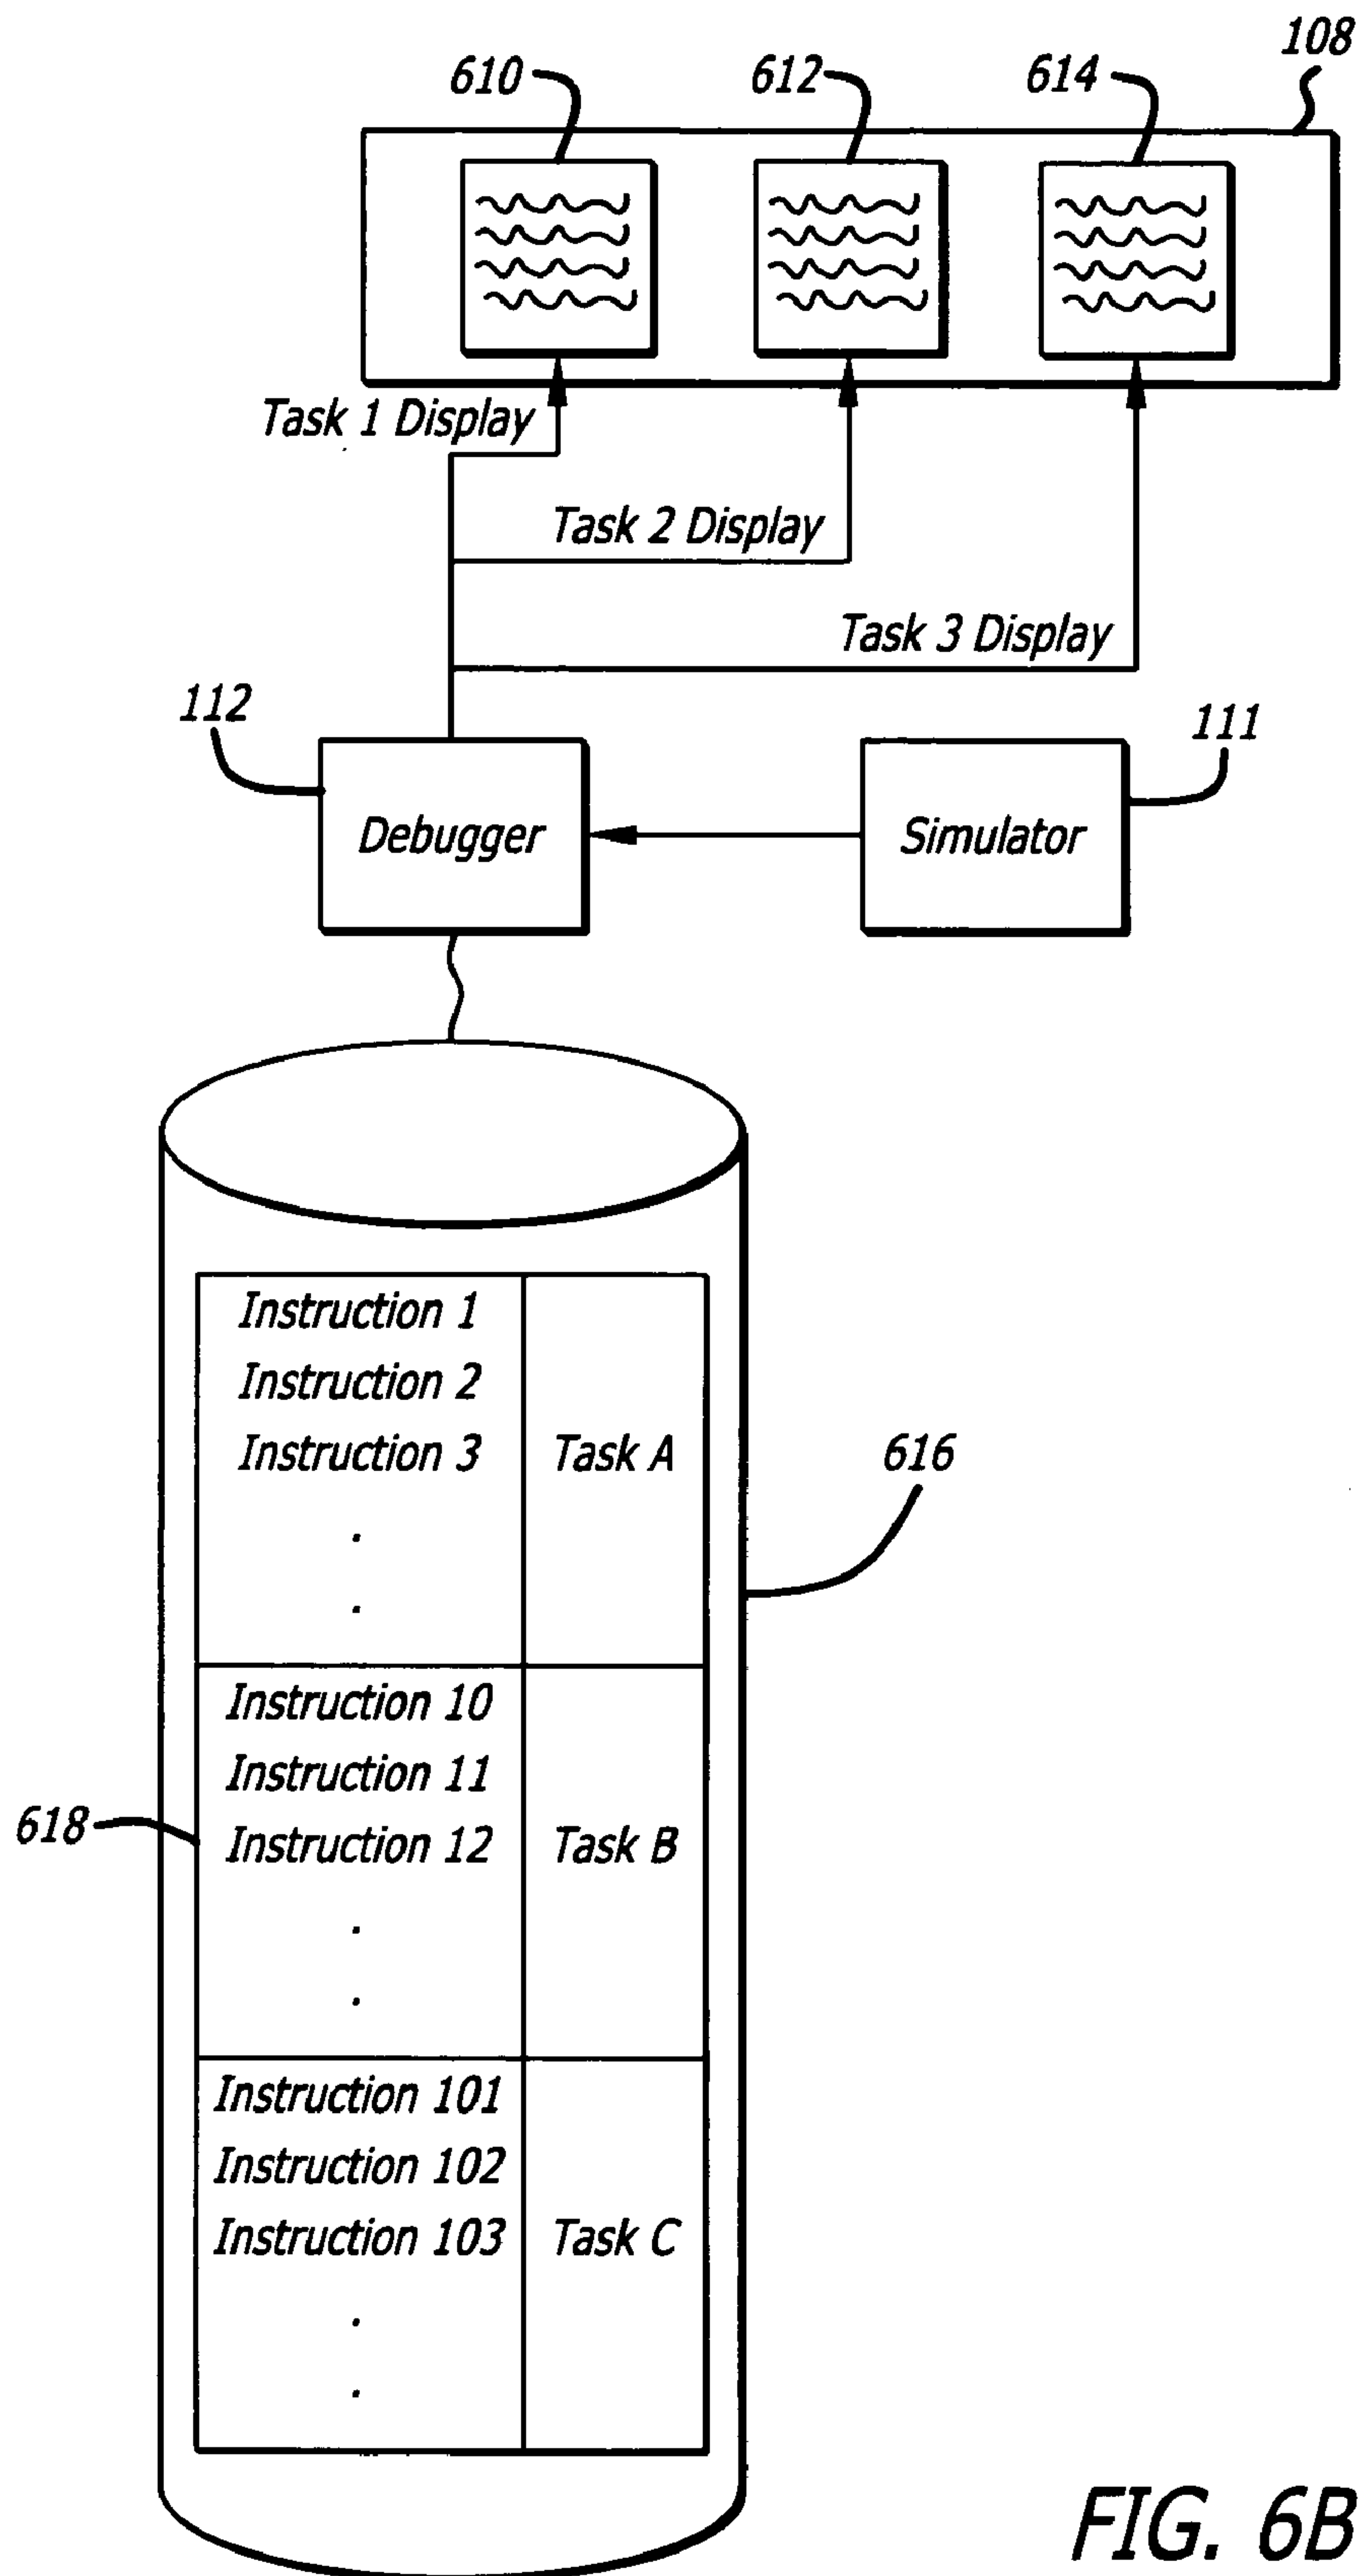 108
610
612
614
Task 1 Display
Task 2 Display
Task 3 Display
112
111
Debugger
Simulator
Instruction 1
Instruction 2
Instruction 3
Task A
.
.
616
Instruction 10
Instruction 11
Instruction 12
Task B
618
.
.
Instruction 101
Instruction 102
Instruction 103
Task C
.
.
FIG. 6B